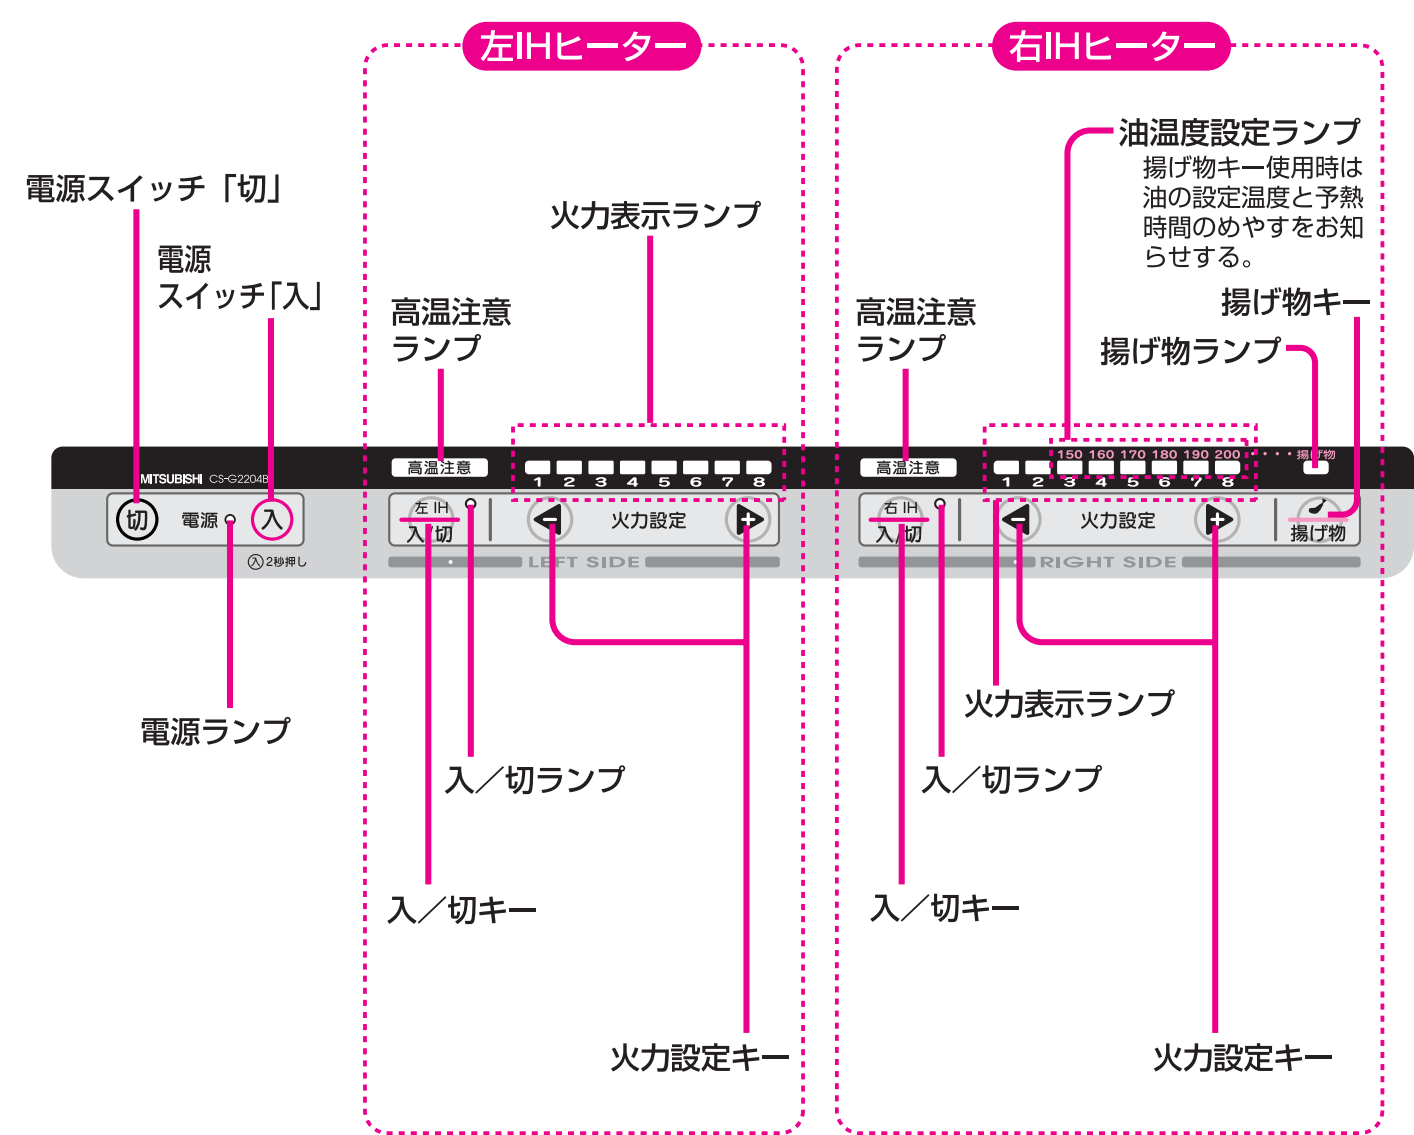 左IHヒーター
右IHヒーター
油温度設定ランプ
揚げ物キー使用時は
油の設定温度と予熱
時間のめやすをお知
らせする。
電源スイッチ「切」
火力表示ランプ
電源
スイッチ「入」
高温注意
ランプ
高温注意
ランプ
揚げ物キー
揚げ物ランプ
MITSUBISHI CS-G2204B
高温注意
1 2 3 4 5 6 7 8
高温注意
150 160 170 180 190 200 ・・・・揚げ物
1 2 3 4 5 6 7 8
切 電源 入
入2秒押し
左 IH
入/切
- 火力設定 +
LEFT SIDE
右 IH
入/切
- 火力設定 +
揚げ物
RIGHT SIDE
電源ランプ
火力表示ランプ
入／切ランプ
入／切ランプ
入／切キー
入／切キー
火力設定キー
火力設定キー